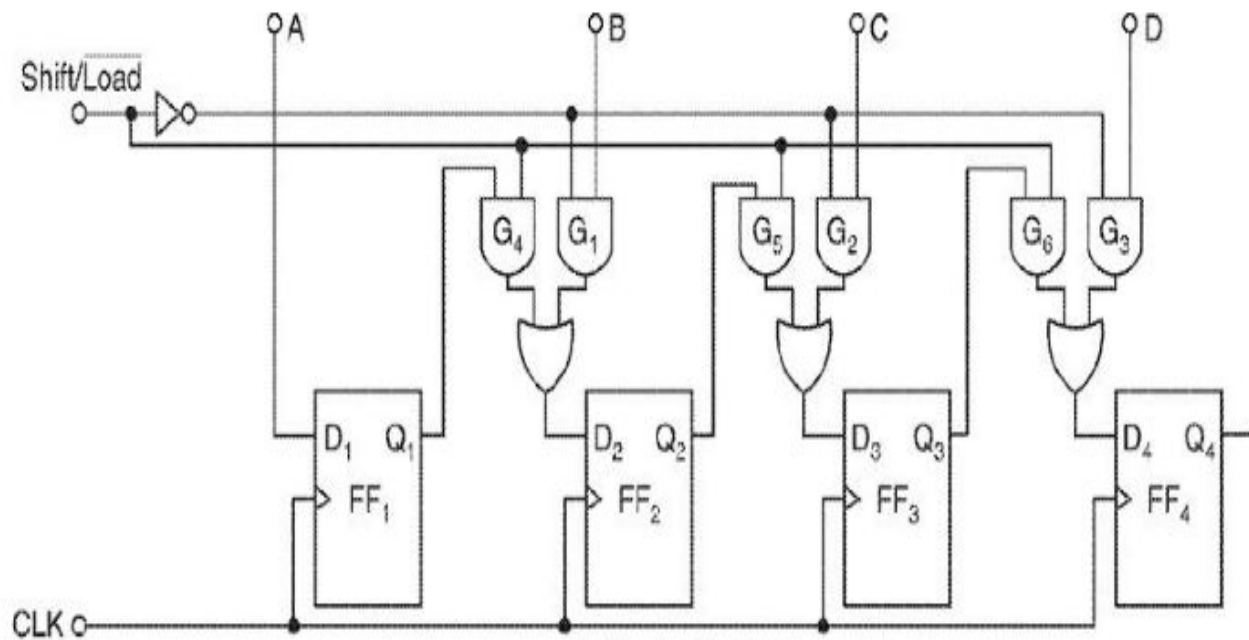 A B C D
Shift/Load
G4 G1 G5 G2 G6 G3
D1 Q1 D2 Q2 D3 Q3 D4 Q4
FF1 FF2 FF3 FF4
CLK